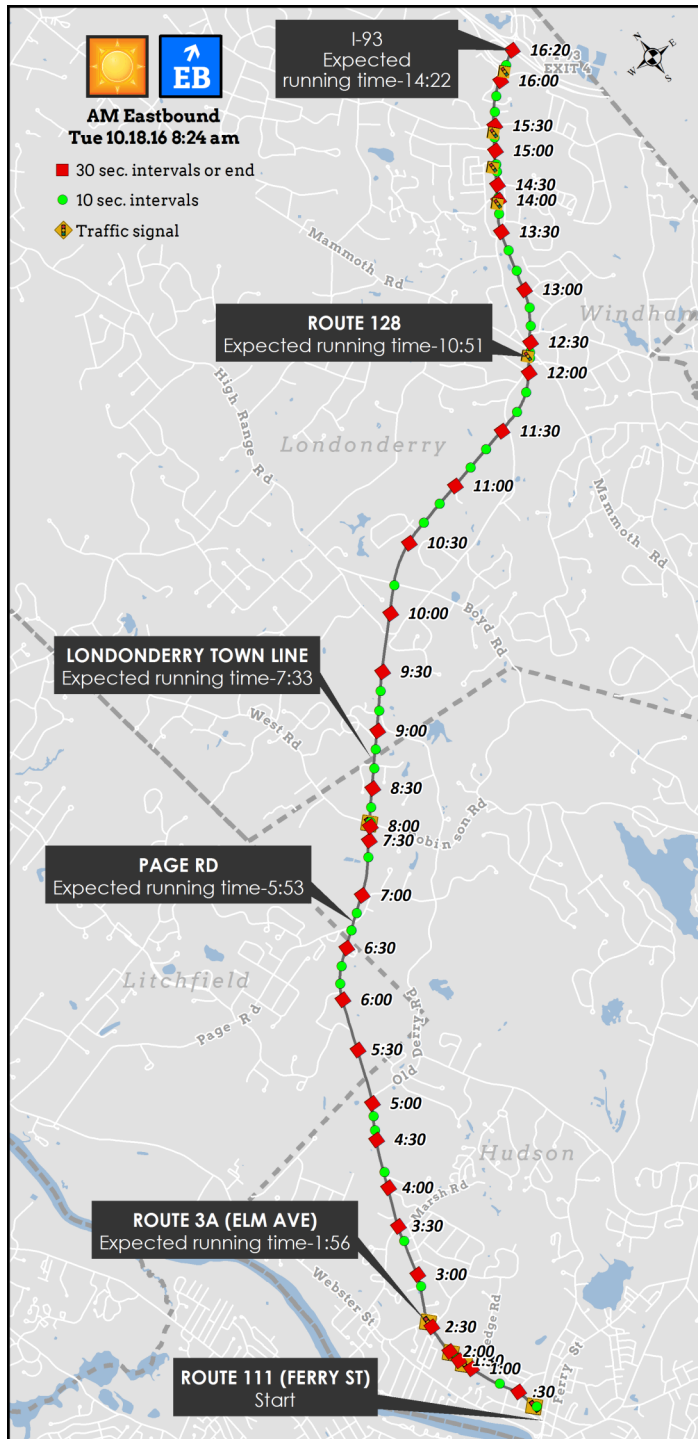 I-93
Expected
running time-14:22
EB
AM Eastbound
Tue 10.18.16 8:24 am
30 sec. intervals or end
10 sec. intervals
Traffic signal
N
E
W
S
EXIT 4
16:20
16:00
15:30
15:00
14:30
14:00
13:30
Mammoth Rd
13:00
Windham
ROUTE 128
Expected running time-10:51
12:30
12:00
High Range Rd
11:30
Londonderry
11:00
Mammoth Rd
10:30
10:00
Boyd Rd
LONDONDERRY TOWN LINE
Expected running time-7:33
9:30
West Rd
9:00
8:30
8:00
7:30
PAGE RD
Expected running time-5:53
7:00
6:30
Litchfield
6:00
Page Rd
Old Derry Rd
5:30
5:00
4:30
Hudson
4:00
Marsh Rd
ROUTE 3A (ELM AVE)
Expected running time-1:56
3:30
3:00
Webster St
2:30
2:00
1:30
1:00
Ferry St
ROUTE 111 (FERRY ST)
Start
:30